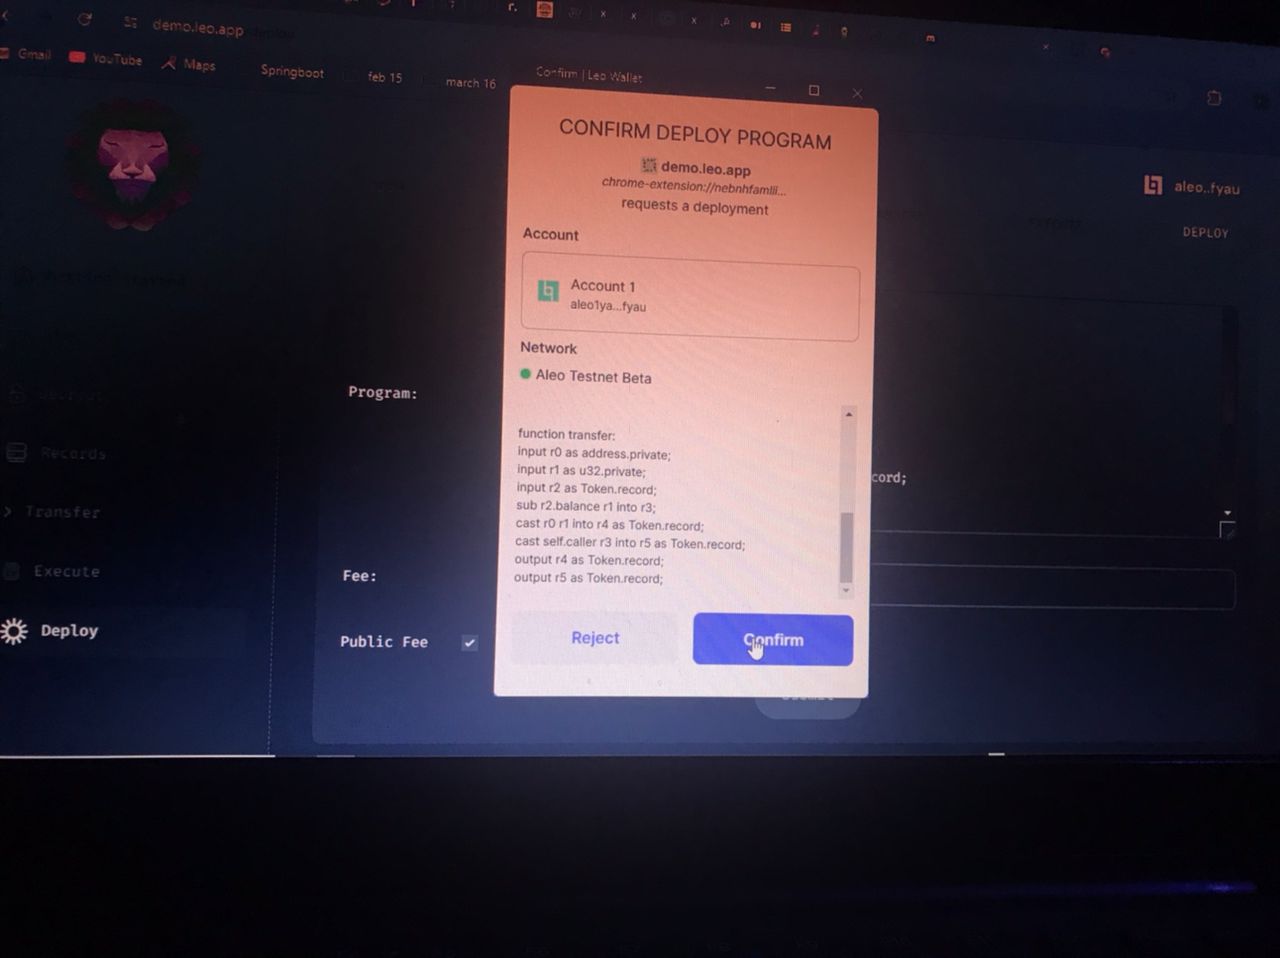 demo.leo.app
Gmail
YouTube
Maps
Springboot
feb 15
march 16
Confirm | Leo Wallet
CONFIRM DEPLOY PROGRAM
demo.leo.app
chrome-extension://nebnhfamlii...
requests a deployment
Account
Account 1
aleo1ya...fyau
Network
Aleo Testnet Beta
function transfer:
input r0 as address.private;
input r1 as u32.private;
input r2 as Token.record;
sub r2.balance r1 into r3;
cast r0 r1 into r4 as Token.record;
cast self.caller r3 into r5 as Token.record;
output r4 as Token.record;
output r5 as Token.record;
Reject
Confirm
aleo..fyau
DEPLOY
Program:
cord;
Fee:
Public Fee
Records
Transfer
Execute
Deploy